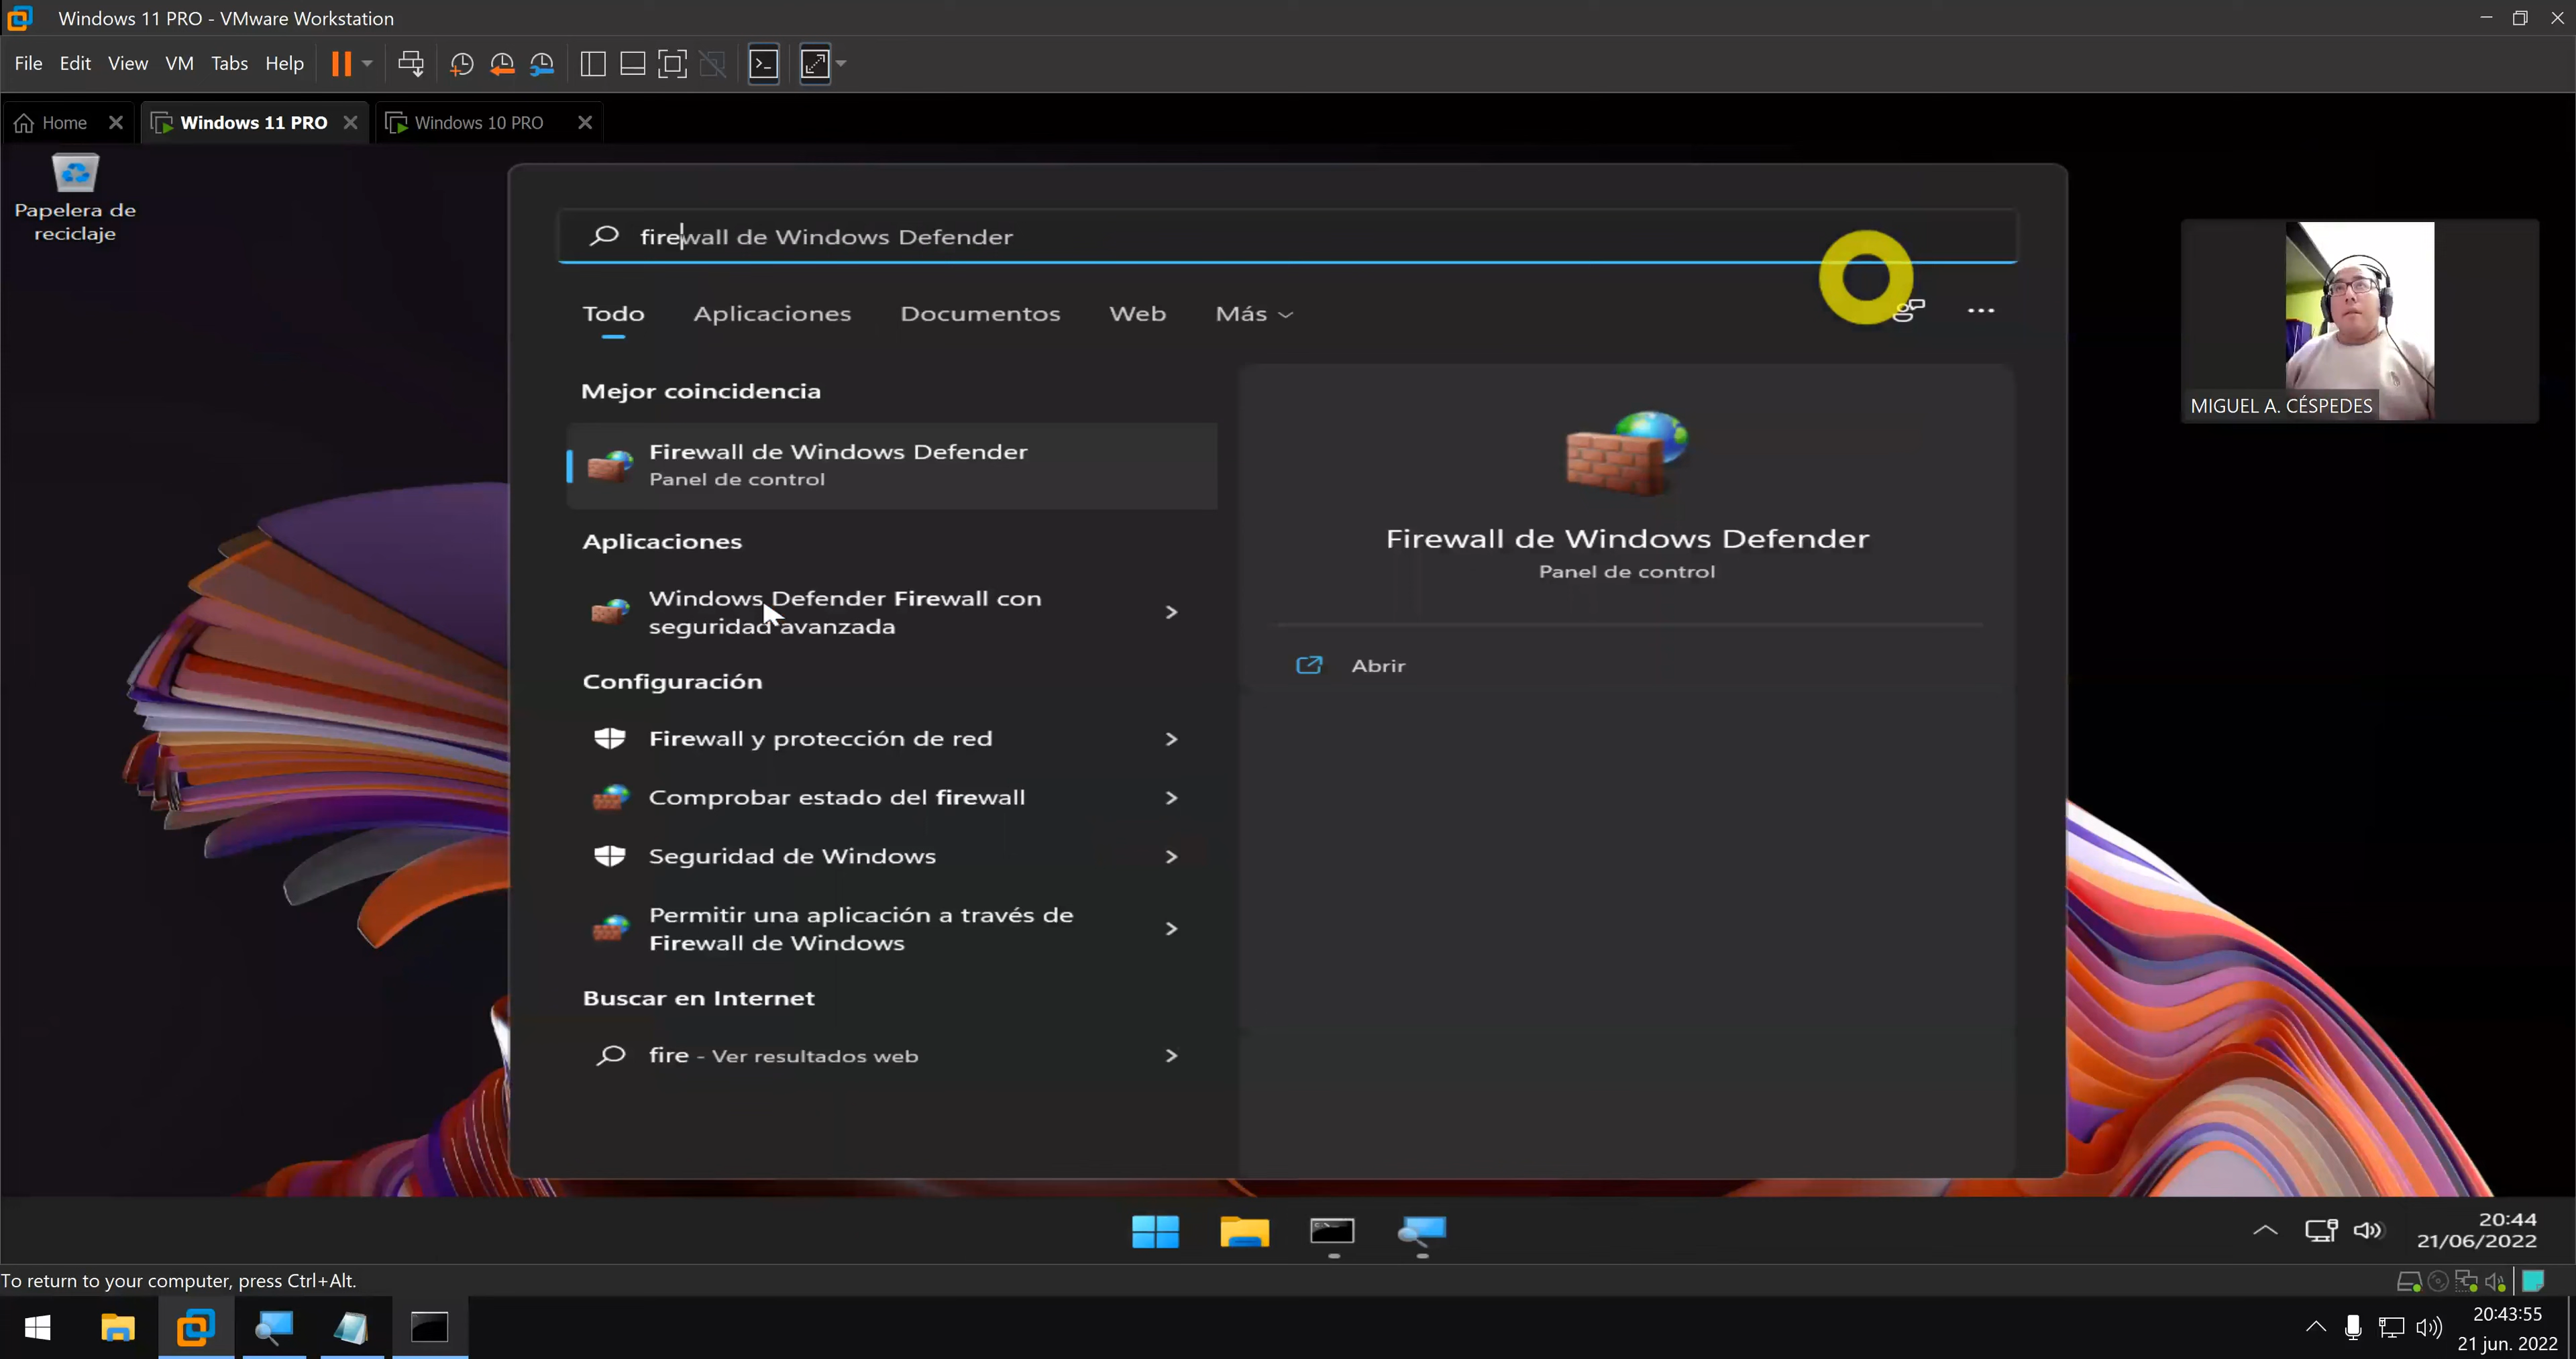 Windows 11 PRO - VMware Workstation
File Edit View VM Tabs Help
Home Windows 11 PRO Windows 10 PRO
Papelera de
reciclaje
firewall de Windows Defender
Todo Aplicaciones Documentos Web Más
Mejor coincidencia
Firewall de Windows Defender
Panel de control
Aplicaciones
Windows Defender Firewall con
seguridad avanzada
Configuración
Firewall y protección de red
Comprobar estado del firewall
Seguridad de Windows
Permitir una aplicación a través de
Firewall de Windows
Buscar en Internet
fire - Ver resultados web
Firewall de Windows Defender
Panel de control
Abrir
MIGUEL A. CÉSPEDES
20:44
21/06/2022
To return to your computer, press Ctrl+Alt.
20:43:55
21 jun. 2022